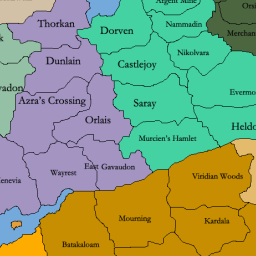 Argent Mine
Orsi
Thorkan
Nammadin
Dorven
Merchan
Nikolvara
Dunlain
Castlejoy
vadon
Evermo
Azra's Crossing
Saray
Orlais
Heldo
Murcien's Hamlet
East Gavaudon
Wayrest
Viridian Woods
Venevia
Mourning
Kardala
Batakaloam